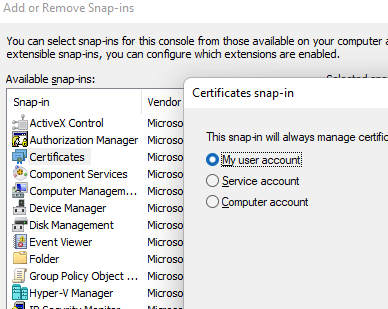 Add or Remove Snap-ins
You can select snap-ins for this console from those available on your computer a
extensible snap-ins, you can configure which extensions are enabled.
Available snap-ins:
Snap-in Vendor
ActiveX Control Microso
Authorization Manager Microso
Certificates Microso
Component Services Microso
Computer Managem... Microso
Device Manager Microso
Disk Management Microso
Event Viewer Microso
Folder Microso
Group Policy Object ... Microso
Hyper-V Manager Microso
Certificates snap-in
This snap-in will always manage certific
My user account
Service account
Computer account